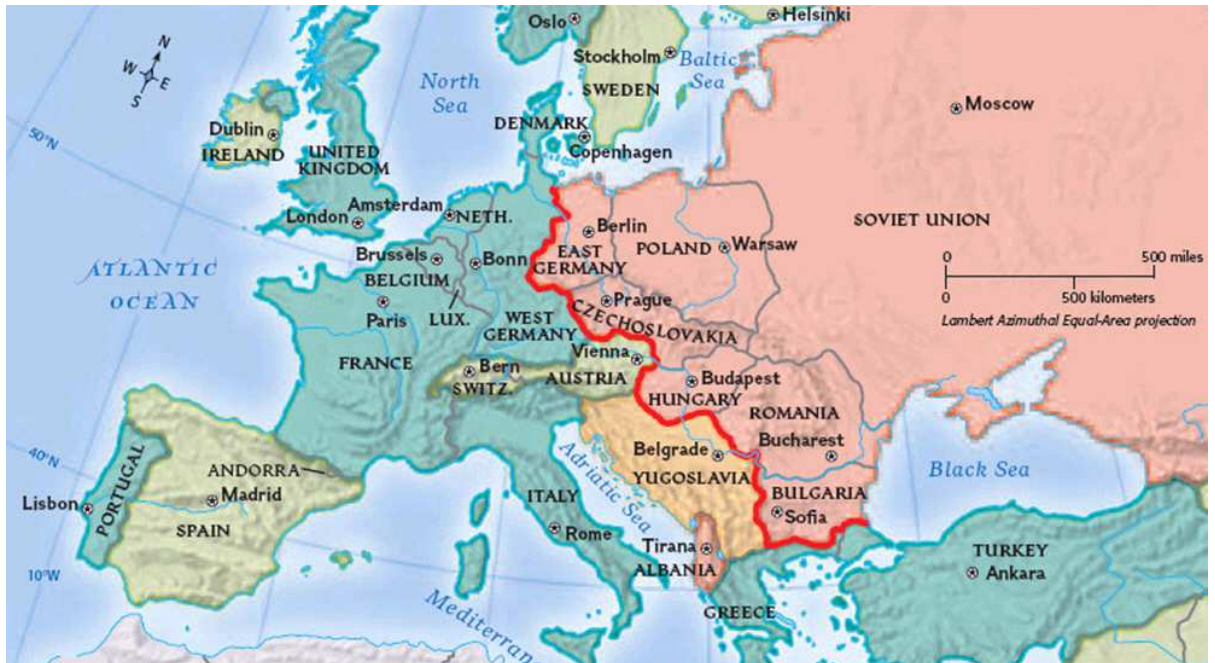 Oslo
Helsinki
N
W
E
S
Stockholm
Baltic
Sea
North
Sea
SWEDEN
Moscow
50°N
Dublin
IRELAND
DENMARK
Copenhagen
UNITED
KINGDOM
Amsterdam
NETH.
London
Berlin
SOVIET UNION
EAST
GERMANY
POLAND
Warsaw
Brussels
Bonn
BELGIUM
ATLANTIC
OCEAN
0
500 miles
0
500 kilometers
Lambert Azimuthal Equal-Area projection
Paris
LUX.
Prague
CZECHOSLOVAKIA
WEST
GERMANY
FRANCE
Vienna
Bern
SWITZ.
AUSTRIA
Budapest
HUNGARY
ROMANIA
Bucharest
40°N
Belgrade
YUGOSLAVIA
Black Sea
ANDORRA
Adriatic Sea
PORTUGAL
Madrid
Lisbon
SPAIN
ITALY
Rome
BULGARIA
Sofia
Tirana
ALBANIA
TURKEY
Ankara
10°W
GREECE
Mediterran